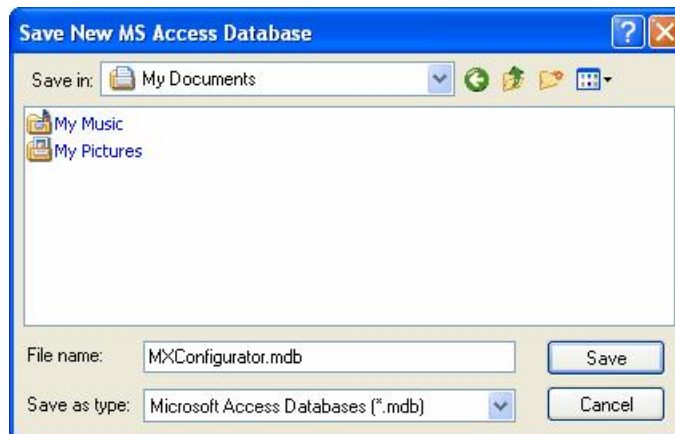 Save New MS Access Database
?
Save in: My Documents
My Music
My Pictures
File name: MXConfigurator.mdb Save
Save as type: Microsoft Access Databases (*.mdb) Cancel